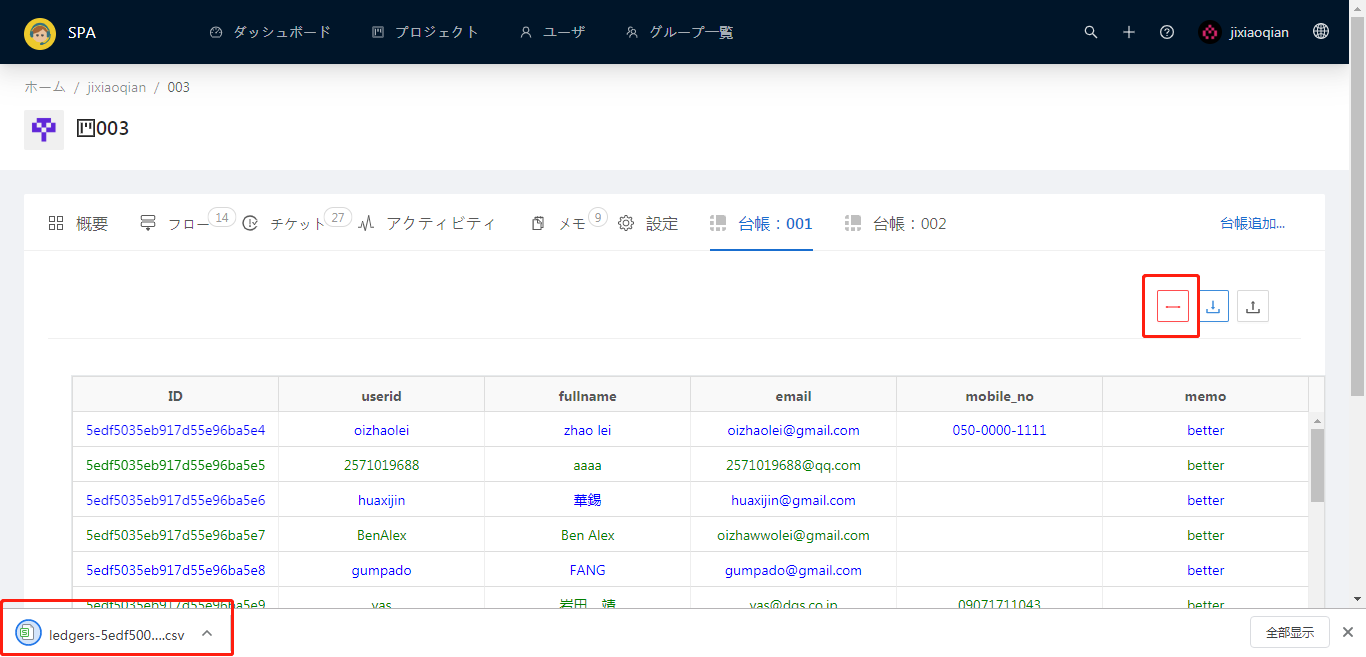 SPA ダッシュボード プロジェクト ユーザ グループ一覧 jixiaoqian
ホーム / jixiaoqian / 003
003
概要 フロー 14 チケット 27 アクティビティ メモ 9 設定 台帳：001 台帳：002 台帳追加...
ID userid fullname email mobile_no memo
5edf5035eb917d55e96ba5e4 oizhaolei zhao lei oizhaolei@gmail.com 050-0000-1111 better
5edf5035eb917d55e96ba5e5 2571019688 aaaa 2571019688@qq.com better
5edf5035eb917d55e96ba5e6 huaxijin 華錫 huaxijin@gmail.com better
5edf5035eb917d55e96ba5e7 BenAlex Ben Alex oizhawwolei@gmail.com better
5edf5035eb917d55e96ba5e8 gumpado FANG gumpado@gmail.com better
5edf5035eb917d55e96ba5e9 yas 岩田　靖 yas@dgs.co.jp 09071711043 better
ledgers-5edf500....csv 全部显示